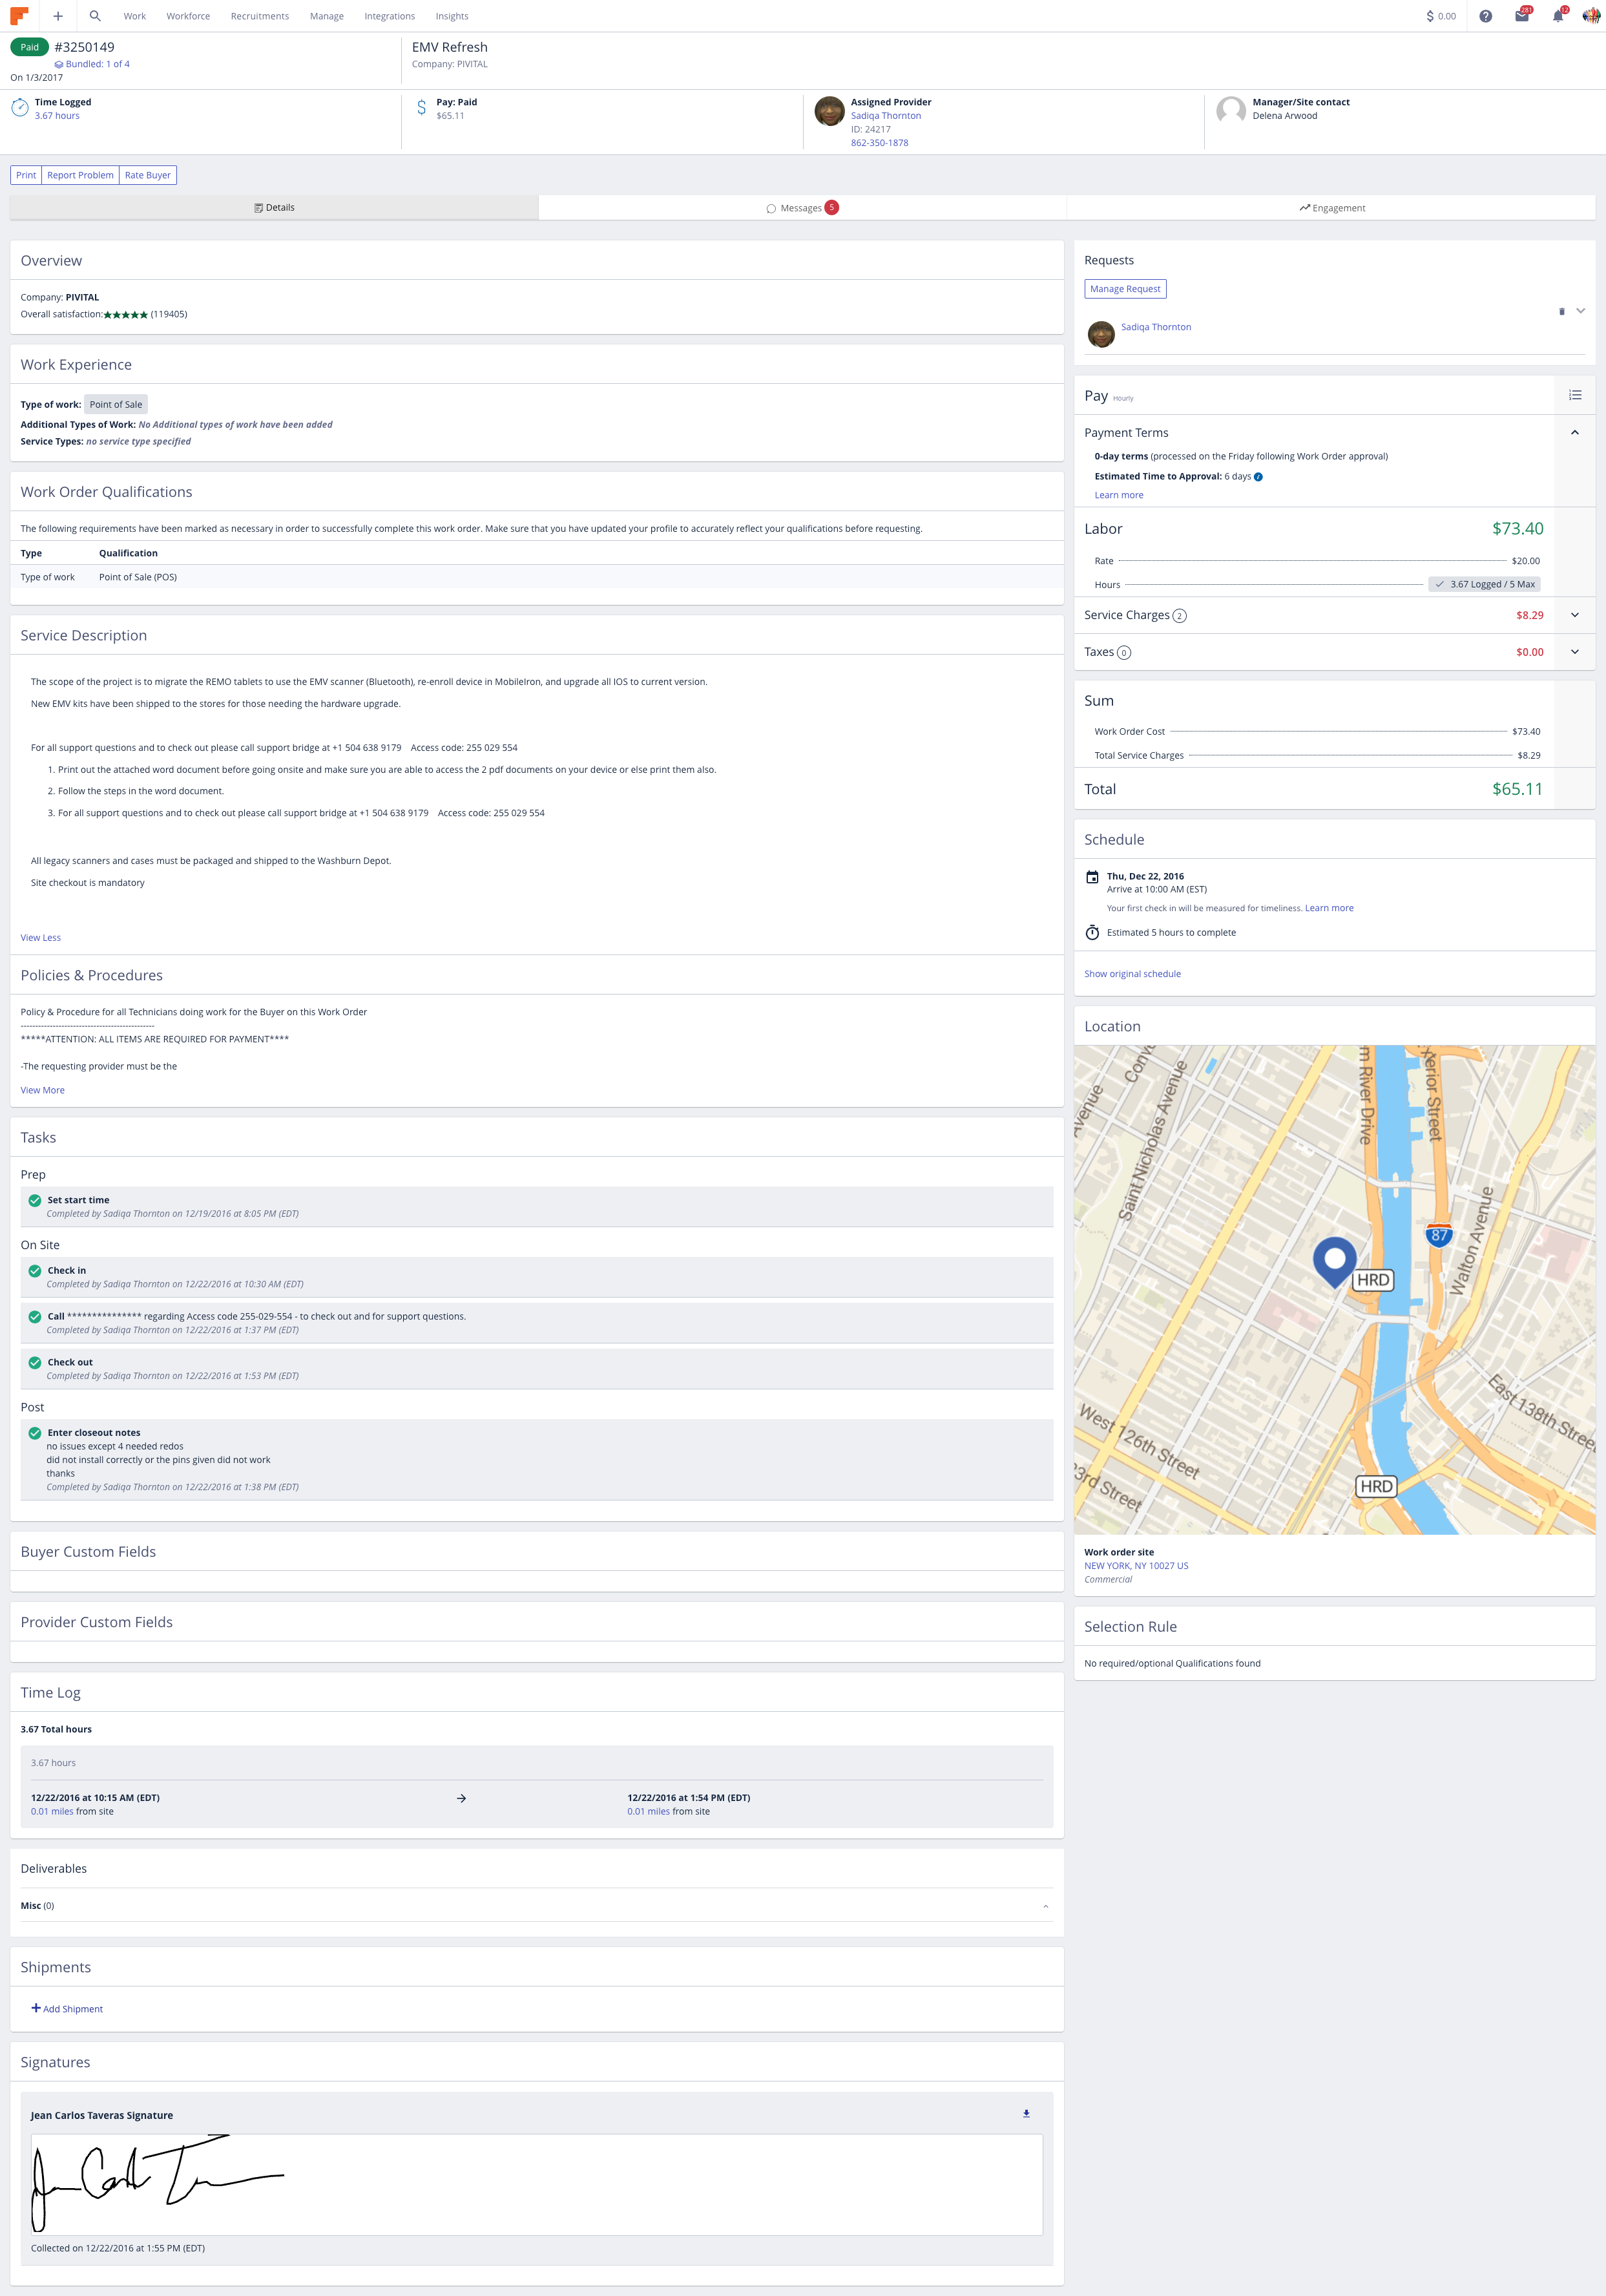 Work Workforce Recruitments Manage Integrations Insights
$ 0.00 281 12
Paid #3250149
Bundled: 1 of 4
On 1/3/2017
EMV Refresh
Company: PIVITAL
Time Logged
3.67 hours
Pay: Paid
$65.11
Assigned Provider
Sadiqa Thornton
ID: 24217
862-350-1878
Manager/Site contact
Delena Arwood
Print Report Problem Rate Buyer
Details Messages 5 Engagement
Overview
Company: PIVITAL
Overall satisfaction:★★★★★ (119405)
Work Experience
Type of work: Point of Sale
Additional Types of Work: No Additional types of work have been added
Service Types: no service type specified
Work Order Qualifications
The following requirements have been marked as necessary in order to successfully complete this work order. Make sure that you have updated your profile to accurately reflect your qualifications before requesting.
Type Qualification
Type of work Point of Sale (POS)
Service Description
The scope of the project is to migrate the REMO tablets to use the EMV scanner (Bluetooth), re-enroll device in MobileIron, and upgrade all IOS to current version.
New EMV kits have been shipped to the stores for those needing the hardware upgrade.
For all support questions and to check out please call support bridge at +1 504 638 9179 Access code: 255 029 554
1. Print out the attached word document before going onsite and make sure you are able to access the 2 pdf documents on your device or else print them also.
2. Follow the steps in the word document.
3. For all support questions and to check out please call support bridge at +1 504 638 9179 Access code: 255 029 554
All legacy scanners and cases must be packaged and shipped to the Washburn Depot.
Site checkout is mandatory
View Less
Policies & Procedures
Policy & Procedure for all Technicians doing work for the Buyer on this Work Order
----------------------------------------------
*****ATTENTION: ALL ITEMS ARE REQUIRED FOR PAYMENT****
-The requesting provider must be the
View More
Tasks
Prep
Set start time
Completed by Sadiqa Thornton on 12/19/2016 at 8:05 PM (EDT)
On Site
Check in
Completed by Sadiqa Thornton on 12/22/2016 at 10:30 AM (EDT)
Call *************** regarding Access code 255-029-554 - to check out and for support questions.
Completed by Sadiqa Thornton on 12/22/2016 at 1:37 PM (EDT)
Check out
Completed by Sadiqa Thornton on 12/22/2016 at 1:53 PM (EDT)
Post
Enter closeout notes
no issues except 4 needed redos
did not install correctly or the pins given did not work
thanks
Completed by Sadiqa Thornton on 12/22/2016 at 1:38 PM (EDT)
Buyer Custom Fields
Provider Custom Fields
Time Log
3.67 Total hours
3.67 hours
12/22/2016 at 10:15 AM (EDT) → 12/22/2016 at 1:54 PM (EDT)
0.01 miles from site 0.01 miles from site
Deliverables
Misc (0)
Shipments
+ Add Shipment
Signatures
Jean Carlos Taveras Signature
Collected on 12/22/2016 at 1:55 PM (EDT)
Requests
Manage Request
Sadiqa Thornton
Pay Hourly
Payment Terms
0-day terms (processed on the Friday following Work Order approval)
Estimated Time to Approval: 6 days
Learn more
Labor $73.40
Rate $20.00
Hours 3.67 Logged / 5 Max
Service Charges 2 $8.29
Taxes 0 $0.00
Sum
Work Order Cost $73.40
Total Service Charges $8.29
Total $65.11
Schedule
Thu, Dec 22, 2016
Arrive at 10:00 AM (EST)
Your first check in will be measured for timeliness. Learn more
Estimated 5 hours to complete
Show original schedule
Location
Avenue
Saint Nicholas Avenue
m River Drive
erior Street
87
Walton Avenue
HRD
East 138th Street
West 126th Street
HRD
3rd Street
Work order site
NEW YORK, NY 10027 US
Commercial
Selection Rule
No required/optional Qualifications found